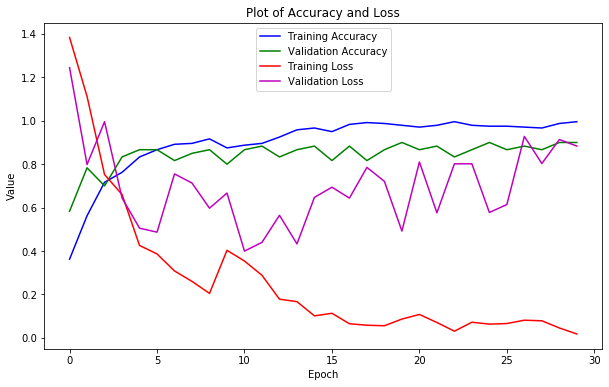 Plot of Accuracy and Loss
Training Accuracy
Validation Accuracy
Training Loss
Validation Loss
1.4
1.2
1.0
0.8
0.6
0.4
0.2
0.0
Value
0 5 10 15 20 25 30
Epoch